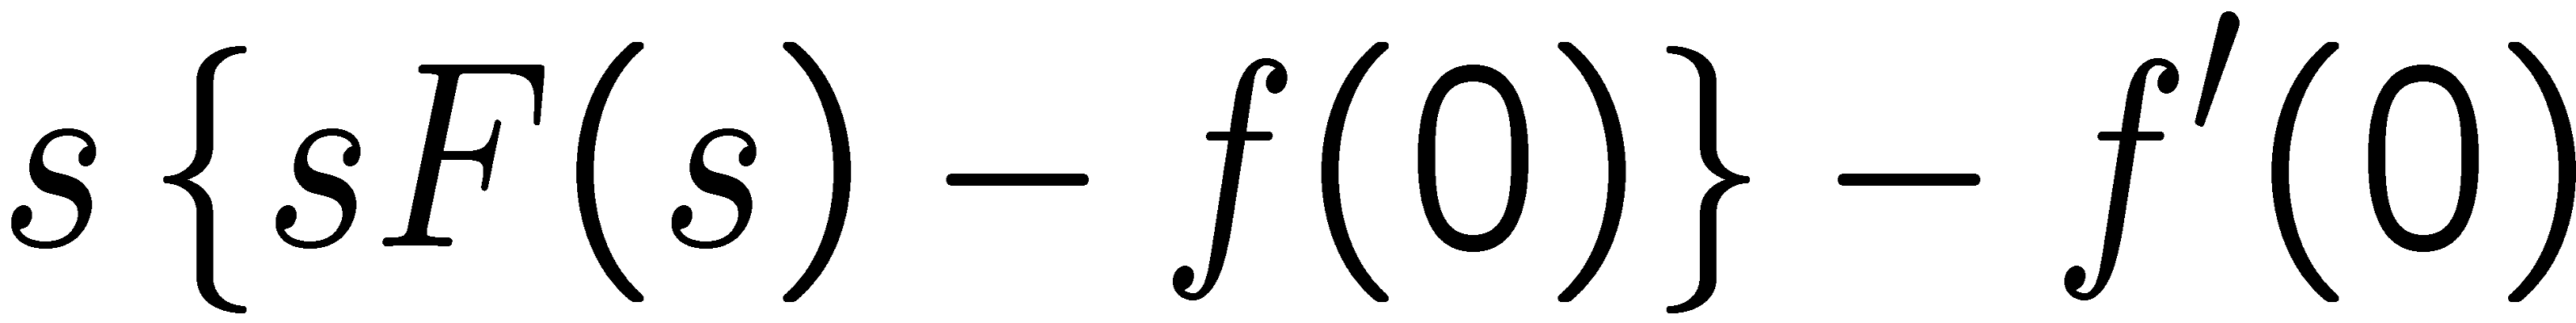 s {sF(s) − f(0)} − f′(0)